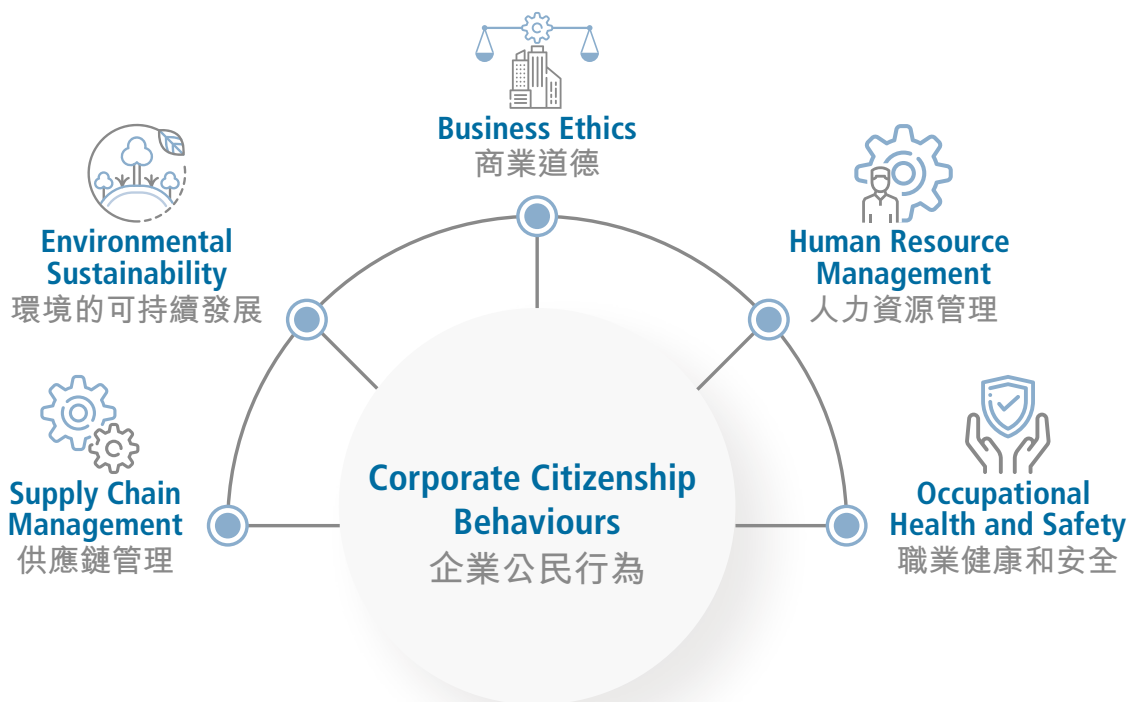 Business Ethics
商業道德
Environmental
Sustainability
環境的可持續發展
Human Resource
Management
人力資源管理
Supply Chain
Management
供應鏈管理
Corporate Citizenship
Behaviours
企業公民行為
Occupational
Health and Safety
職業健康和安全